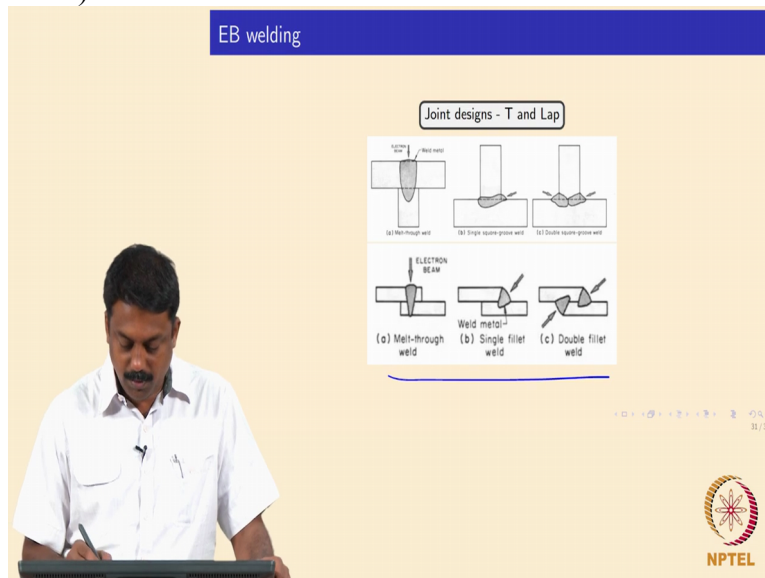 EB welding
Joint designs - T and Lap
ELECTRON
BEAM
Weld metal
(a) Melt-through weld
(b) Single square-groove weld
(c) Double square-groove weld
ELECTRON
BEAM
Weld metal
(a) Melt-through
weld
(b) Single fillet
weld
(c) Double fillet
weld
31 /
NPTEL